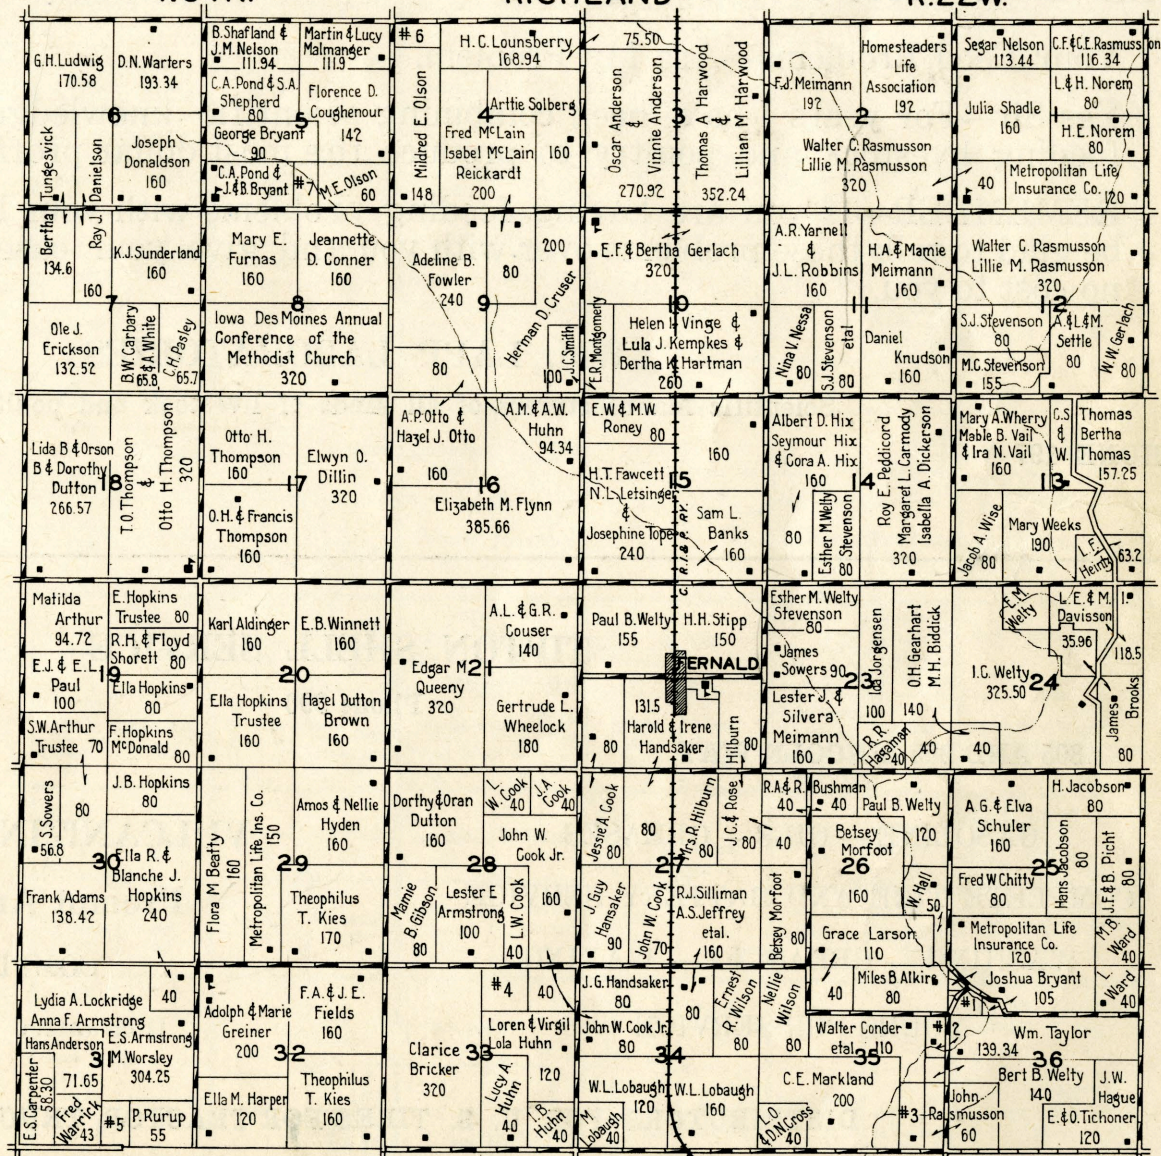 RICHLAND
R.22W.
G.H. Ludwig
170.58
D.N. Warters
193.34
6
Tungesvick
Danielson
Joseph
Donaldson
160
B. Shafland &
J.M. Nelson
111.94
Martin & Lucy
Malmanger
111.9
C.A. Pond & S.A.
Shepherd
80
Florence D.
Coughenour
142
5
George Bryant
90
C.A. Pond &
J. & B. Bryant
#7
M.E. Olson
60
#6
H.C. Lounsberry
168.94
Mildred E. Olson
148
4
Arttie Solberg
160
Fred McLain
Isabel McLain
Reickardt
200
75.50
Oscar Anderson
&
Vinnie Anderson
270.92
3
Thomas A Harwood
&
Lillian M. Harwood
352.24
F.J. Meimann
192
Homesteaders
Life
Association
192
2
Walter C. Rasmusson
Lillie M. Rasmusson
320
Segar Nelson
113.44
C.F. & C.E. Rasmusson
116.34
L. & H. Norem
80
Julia Shadle
160
1
H.E. Norem
80
40
Metropolitan Life
Insurance Co.
120
Bertha
134.6
Ray J.
160
K.J. Sunderland
160
7
Ole J.
Erickson
132.52
B.W. Carbary
& A. White
65.8
C.H. Pasley
65.7
Mary E.
Furnas
160
Jeannette
D. Conner
160
8
Iowa Des Moines Annual
Conference of the
Methodist Church
320
Adeline B.
Fowler
240
80
200
9
Herman D. Cruser
80
100
J.C. Smith
E.F. & Bertha Gerlach
320
10
E.R. Montgomery
Helen I. Vinge &
Lula J. Kempkes &
Bertha K. Hartman
260
A.R. Yarnell
&
J.L. Robbins
160
H.A. & Mamie
Meimann
160
11
Nina V. Nessa
80
S.J. Stevenson
etal
80
Daniel
Knudson
160
Walter C. Rasmusson
Lillie M. Rasmusson
320
12
S.J. Stevenson
80
A. & L. & M.
Settle
80
W.W. Gerlach
80
M.C. Stevenson
155
Lida B & Orson
B & Dorothy
Dutton
266.57
18
T.O. Thompson
&
Otto H. Thompson
320
Otto H.
Thompson
160
Elwyn O.
Dillin
320
17
O.H. & Francis
Thompson
160
A.P. Otto &
Hazel J. Otto
160
A.M. & A.W.
Huhn
94.34
16
Elizabeth M. Flynn
385.66
E.W & M.W.
Roney
80
160
15
H.T. Fawcett
N.L. Letsinger
&
Josephine Tope
240
C. R.I. & P. RY.
Sam L.
Banks
160
Albert D. Hix
Seymour Hix
& Cora A. Hix
160
14
80
Esther M. Welty
Stevenson
80
Roy E. Peddicord
Margaret L. Carmody
Isabella A. Dickerson
320
Mary A. Wherry
Mable B. Vail
& Ira N. Vail
160
C.S.
&
W.
Thomas
Bertha
Thomas
157.25
13
Jacob A. Wise
80
Mary Weeks
190
L.F.
Heintz
63.2
Matilda
Arthur
94.72
E. Hopkins
Trustee 80
R.H. & Floyd
Shorett 80
E.J. & E.L.
Paul
100
19
Ella Hopkins
80
S.W. Arthur
Trustee 70
F. Hopkins
McDonald
80
Karl Aldinger
160
E.B. Winnett
160
20
Ella Hopkins
Trustee
160
Hazel Dutton
Brown
160
Edgar M.
Queeny
320
A.L. & G.R.
Couser
140
21
Gertrude L.
Wheelock
180
Paul B. Welty
155
H.H. Stipp
150
FERNALD
80
131.5
Harold & Irene
Handsaker
Hilburn
80
Esther M. Welty
Stevenson
80
James
Sowers 90
23
Lester J. &
Silvera
Meimann
160
Ida Jorgensen
100
O.H. Gearhart
M.H. Biddick
140
R.R.
Hagaman
40
40
40
E.M.
Welty
L.E. & M.
Davisson
35.96
I.
118.5
I.G. Welty
325.50
24
James
Brooks
80
S.S. Sowers
56.8
80
J.B. Hopkins
80
30
Ella R. &
Blanche J.
Hopkins
240
Frank Adams
138.42
Flora M Beatty
160
Metropolitan Life Ins. Co.
150
Amos & Nellie
Hyden
160
29
Theophilus
T. Kies
170
Dorthy & Oran
Dutton
160
L.
W. Cook
40
J.A.
Cook
40
John W.
Cook Jr.
160
28
Mamie
B. Gibson
80
Lester E
Armstrong
100
L.W. Cook
40
Jessie A. Cook
80
80
Mrs. R. Hilburn
J.C. & Rose
80
27
J. Guy
Hansaker
90
John W. Cook
70
R.J. Silliman
A.S. Jeffrey
etal.
160
R.A & R.
40
40
Betsey Morfoot
80
Bushman
40
Paul B. Welty
120
Betsey
Morfoot
26
160
W. Hall
50
Grace Larson
110
40
Miles B Alkire
80
A.G. & Elva
Schuler
160
H. Jacobson
80
25
Hans Jacobson
80
J.F. & B. Picht
80
Fred W Chitty
80
Metropolitan Life
Insurance Co.
120
M.B
Ward
40
Joshua Bryant
105
L.
Ward
40
#1
Lydia A. Lockridge
Anna F. Armstrong
40
Hans Anderson
71.65
31
E.S. Armstrong
M. Worsley
304.25
E.S. Carpenter
58.30
Fred
Warrick
43
#5
P. Rurup
55
Adolph & Marie
Greiner
200
F.A. & J.E.
Fields
160
32
Ella M. Harper
120
Theophilus
T. Kies
160
Clarice
Bricker
320
#4
40
Loren & Virgil
Lola Huhn
120
33
Lucy A.
Huhn
40
I.B.
Huhn
40
J.G. Handsaker
80
80
Ernest
R. Wilson
80
Nellie
Wilson
80
John W. Cook Jr.
80
34
W.L. Lobaugh
120
M.
Lobaugh
40
W.L. Lobaugh
160
Walter Conder
etal. 110
#2
35
C.E. Markland
200
L.O.
& D.N. Cross
40
#3
Wm. Taylor
139.34
36
Bert B. Welty
140
John
Rasmusson
60
J.W.
Hague
E. & O. Tichoner
120